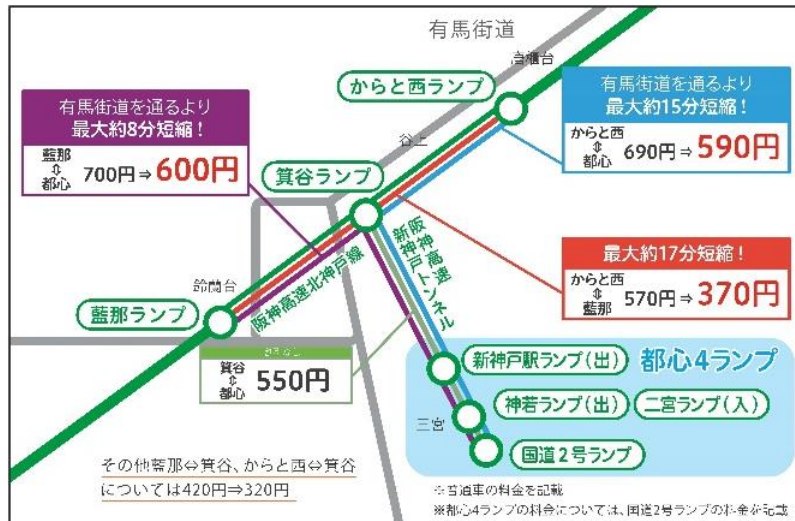 有馬街道
唐櫃台
からと西ランプ
有馬街道を通るより
最大約8分短縮！
藍那
⇕
都心
700円⇒600円
有馬街道を通るより
最大約15分短縮！
からと西
⇕
都心
690円⇒590円
谷上
箕谷ランプ
最大約17分短縮！
からと西
⇕
藍那
570円⇒370円
阪神高速
新神戸トンネル
阪神高速北神戸線
鈴蘭台
藍那ランプ
箕谷
⇕
都心
550円
新神戸駅ランプ（出）
都心4ランプ
神若ランプ（出）
二宮ランプ（入）
三宮
国道2号ランプ
その他藍那⇔箕谷、からと西⇔箕谷
については420円⇒320円
※普通車の料金を記載
※都心4ランプの料金については、国道2号ランプの料金を記載